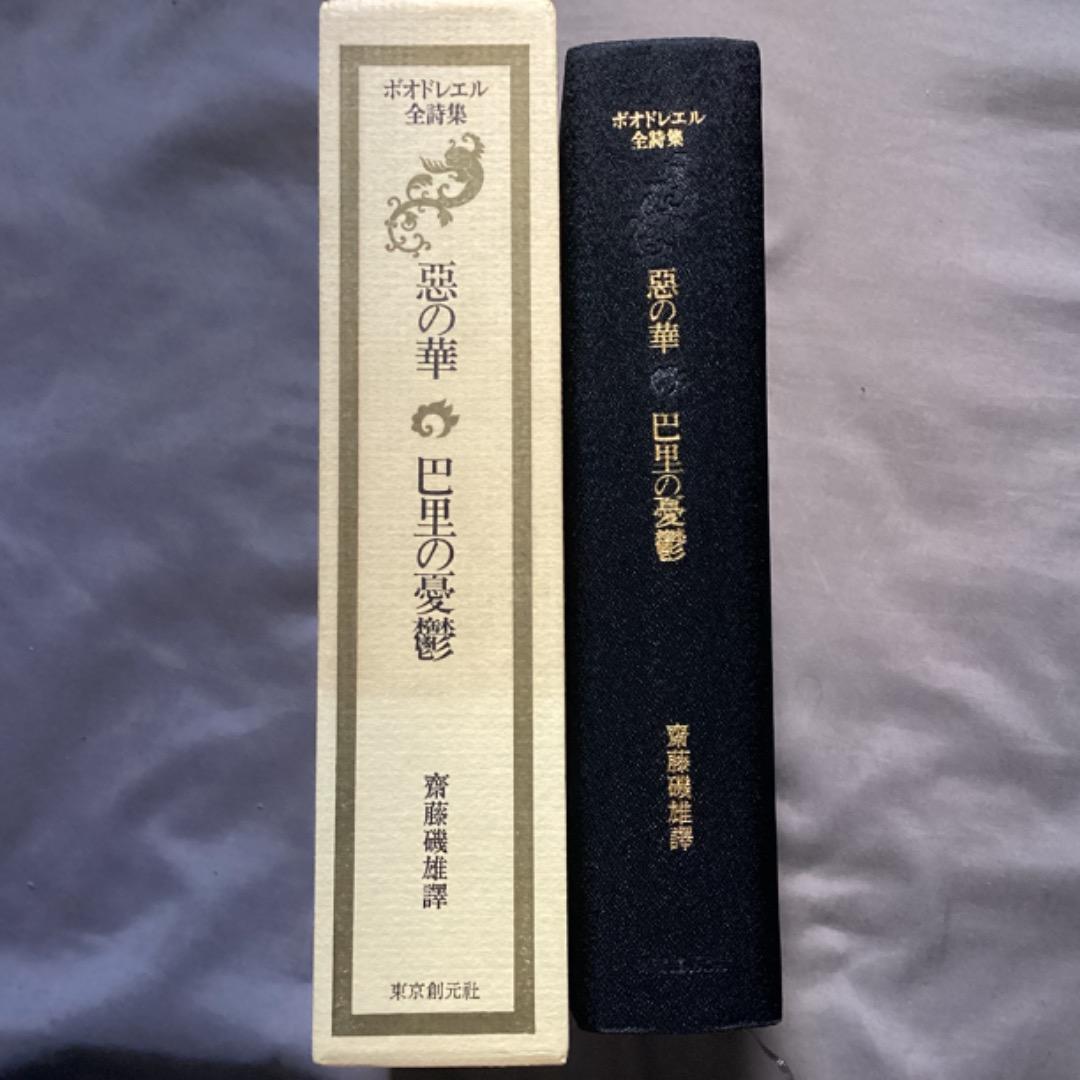 ボオドレエル
全詩集
惡の華
巴里の憂鬱
齋藤磯雄譯
東京創元社
ボオドレエル
全詩集
惡の華
巴里の憂鬱
齋藤磯雄譯